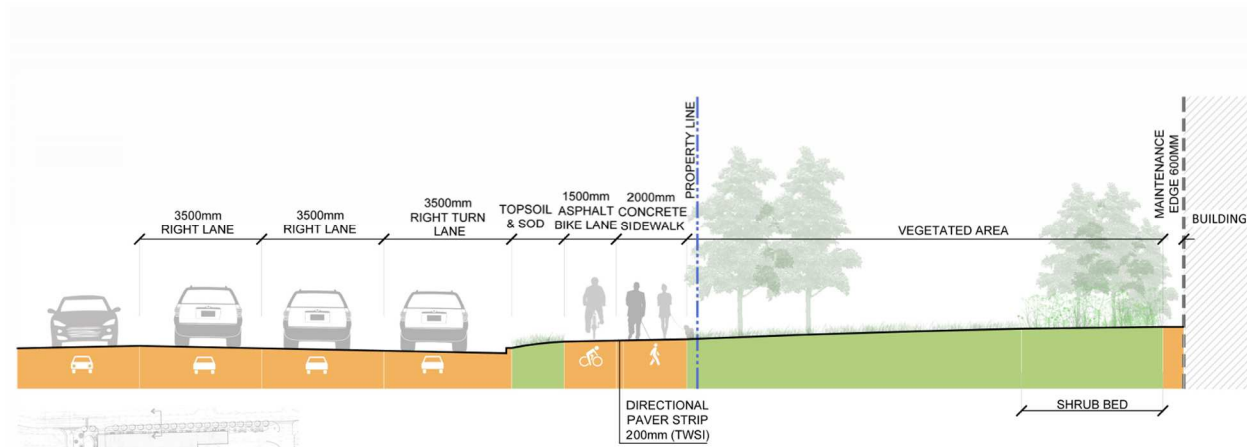 3500mm
RIGHT LANE
3500mm
RIGHT LANE
3500mm
RIGHT TURN
LANE
TOPSOIL
& SOD
1500mm
ASPHALT
BIKE LANE
2000mm
CONCRETE
SIDEWALK
PROPERTY LINE
VEGETATED AREA
MAINTENANCE
EDGE 600MM
BUILDING
DIRECTIONAL
PAVER STRIP
200mm (TWSI)
SHRUB BED